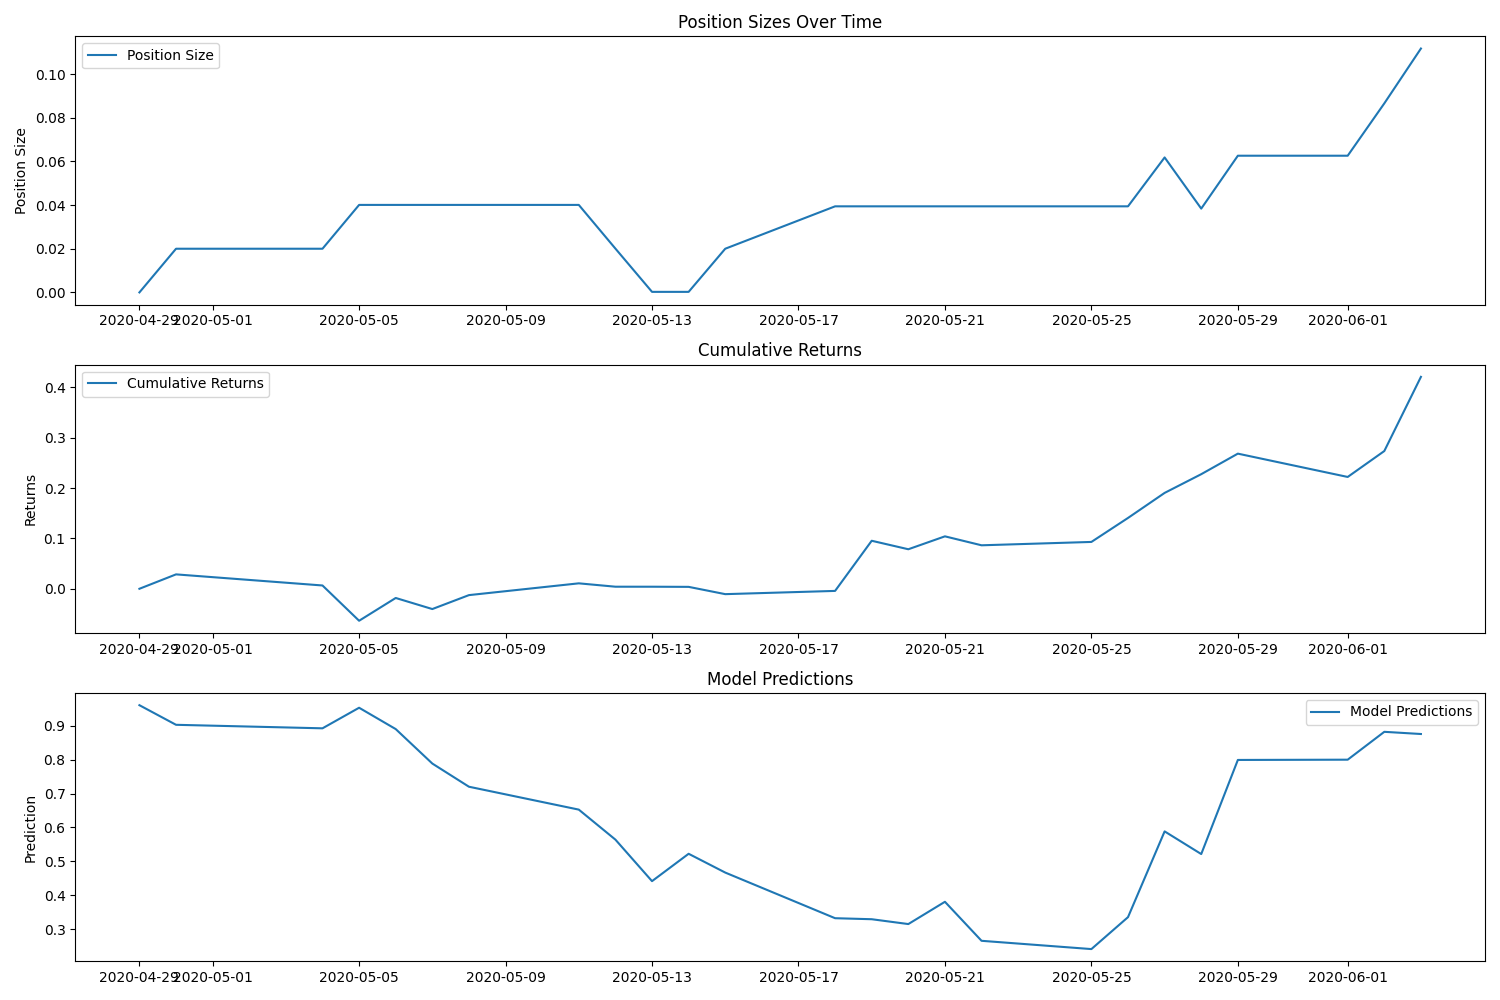 Position Sizes Over Time
Position Size
Position Size
0.10
0.08
0.06
0.04
0.02
0.00
2020-04-29 2020-05-01 2020-05-05 2020-05-09 2020-05-13 2020-05-17 2020-05-21 2020-05-25 2020-05-29 2020-06-01
Cumulative Returns
Cumulative Returns
Returns
0.4
0.3
0.2
0.1
0.0
2020-04-29 2020-05-01 2020-05-05 2020-05-09 2020-05-13 2020-05-17 2020-05-21 2020-05-25 2020-05-29 2020-06-01
Model Predictions
Model Predictions
Prediction
0.9
0.8
0.7
0.6
0.5
0.4
0.3
2020-04-29 2020-05-01 2020-05-05 2020-05-09 2020-05-13 2020-05-17 2020-05-21 2020-05-25 2020-05-29 2020-06-01